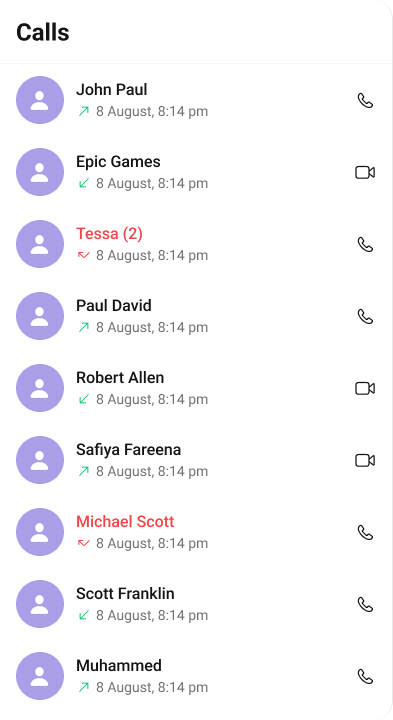 Calls
John Paul
8 August, 8:14 pm
Epic Games
8 August, 8:14 pm
Tessa (2)
8 August, 8:14 pm
Paul David
8 August, 8:14 pm
Robert Allen
8 August, 8:14 pm
Safiya Fareena
8 August, 8:14 pm
Michael Scott
8 August, 8:14 pm
Scott Franklin
8 August, 8:14 pm
Muhammed
8 August, 8:14 pm